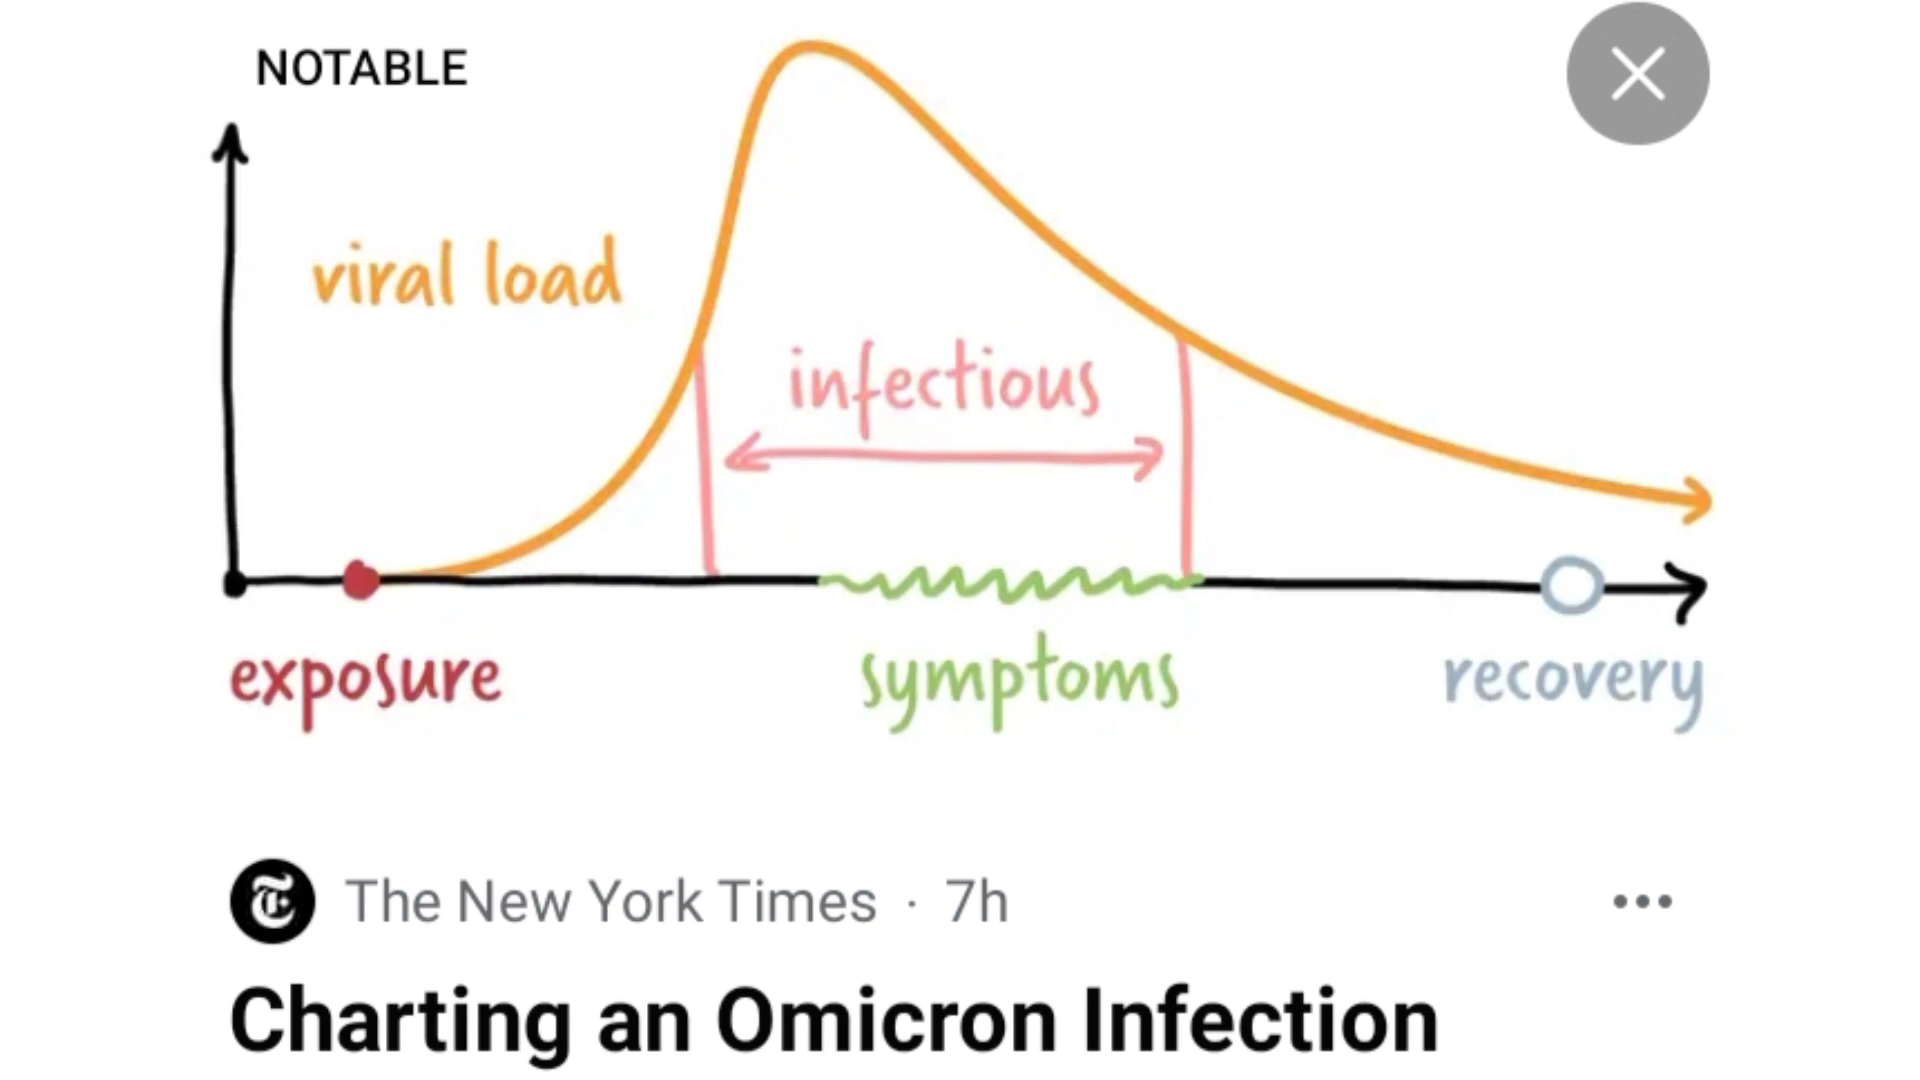 NOTABLE
viral load
infectious
exposure
symptoms
recovery
The New York Times · 7h
Charting an Omicron Infection